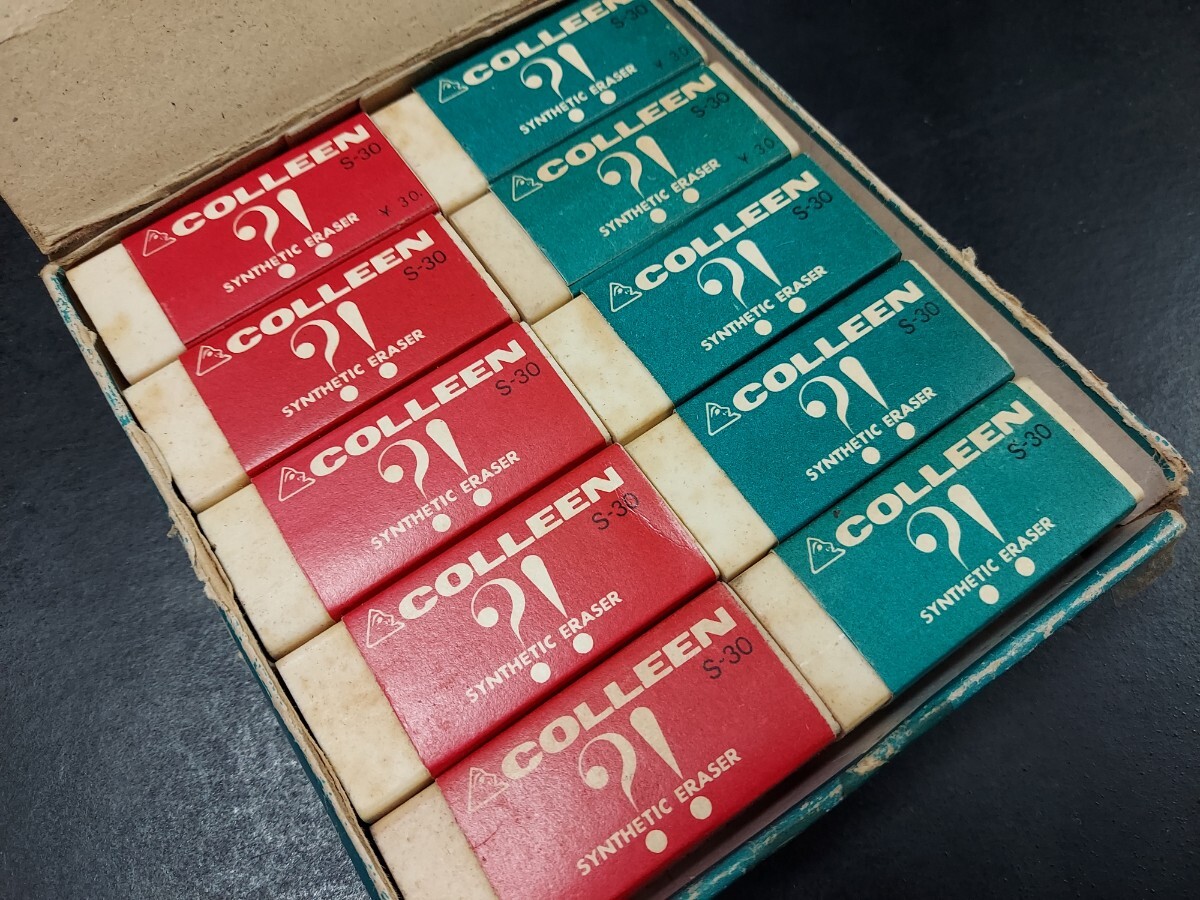 COLLEEN
S-30
?!
¥ 30.
SYNTHETIC ERASER
COLLEEN
S-30
?!
SYNTHETIC ERASER
COLLEEN
S-30
?!
SYNTHETIC ERASER
COLLEEN
S-30
?!
SYNTHETIC ERASER
COLLEEN
S-30
?!
SYNTHETIC ERASER
COLLEEN
S-30
?!
¥ 30.
SYNTHETIC ERASER
COLLEEN
S-30
?!
¥ 30.
SYNTHETIC ERASER
COLLEEN
S-30
?!
SYNTHETIC ERASER
COLLEEN
S-30
?!
SYNTHETIC ERASER
COLLEEN
S-30
?!
SYNTHETIC ERASER